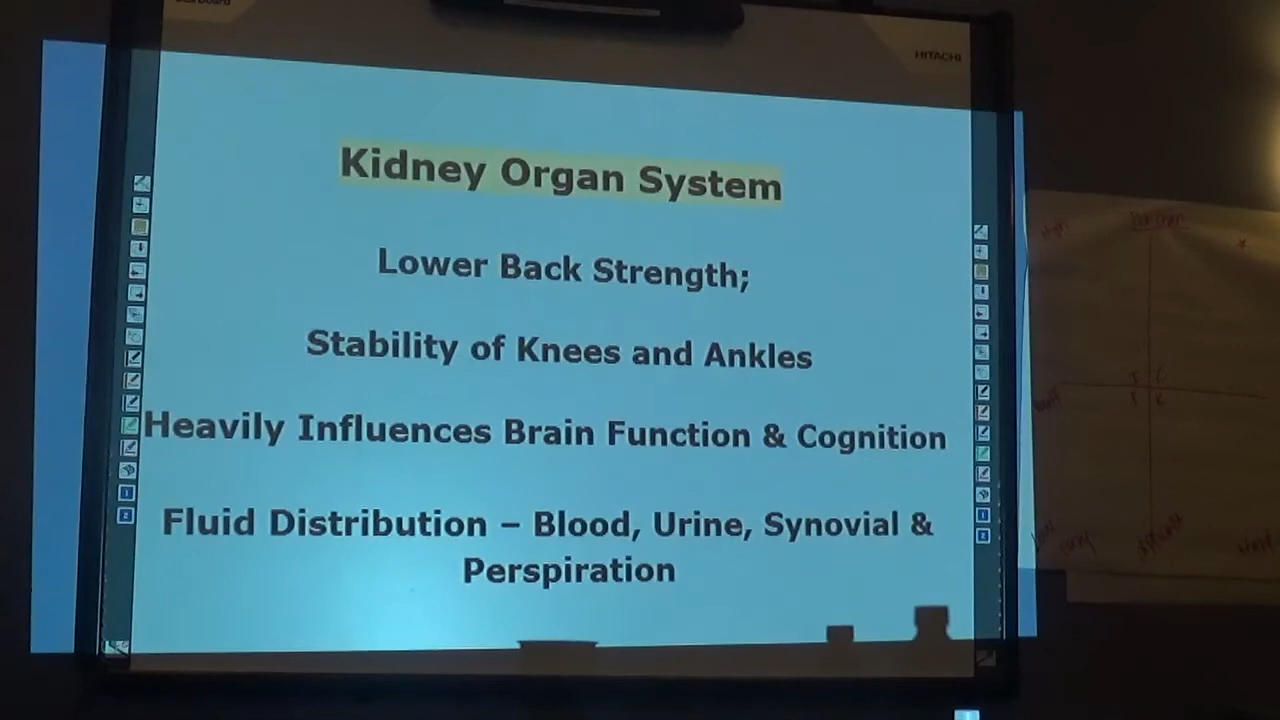 HITACHI
Kidney Organ System
Lower Back Strength;
Stability of Knees and Ankles
Heavily Influences Brain Function & Cognition
Fluid Distribution – Blood, Urine, Synovial &
Perspiration